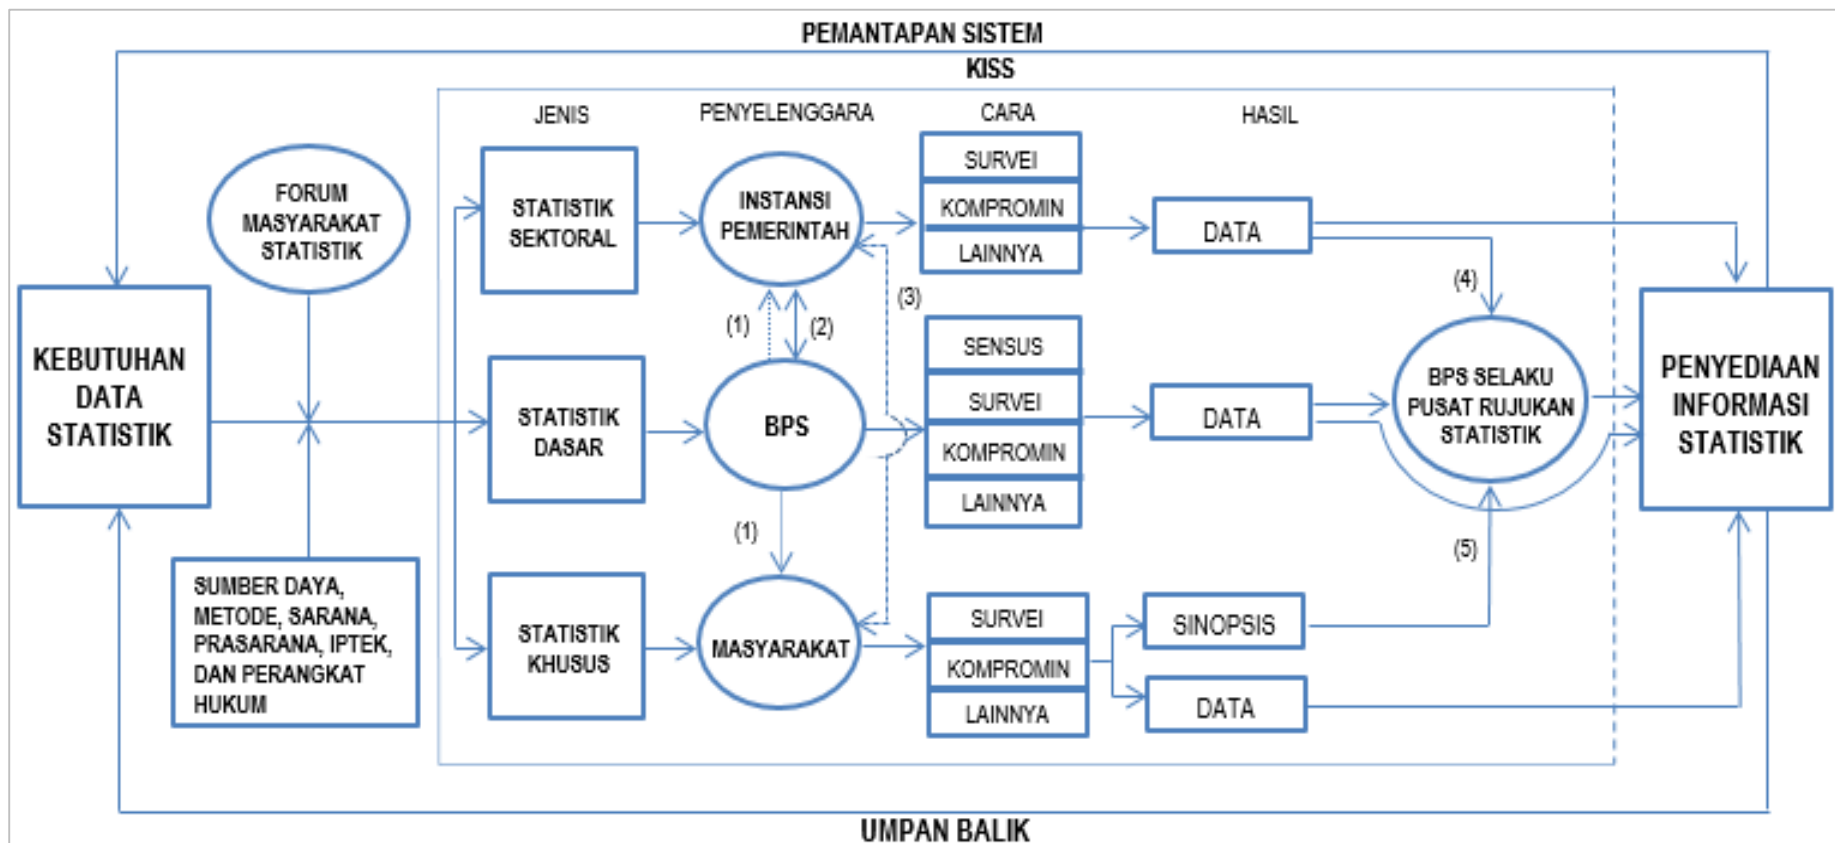 PEMANTAPAN SISTEM
KISS
JENIS
PENYELENGGARA
CARA
HASIL
FORUM
MASYARAKAT
STATISTIK
KEBUTUHAN
DATA
STATISTIK
SUMBER DAYA,
METODE, SARANA,
PRASARANA, IPTEK,
DAN PERANGKAT
HUKUM
STATISTIK
SEKTORAL
INSTANSI
PEMERINTAH
SURVEI
KOMPROMIN
LAINNYA
DATA
(1)
(2)
(3)
(4)
STATISTIK
DASAR
BPS
SENSUS
SURVEI
KOMPROMIN
LAINNYA
DATA
BPS SELAKU
PUSAT RUJUKAN
STATISTIK
PENYEDIAAN
INFORMASI
STATISTIK
(1)
(5)
STATISTIK
KHUSUS
MASYARAKAT
SURVEI
KOMPROMIN
LAINNYA
SINOPSIS
DATA
UMPAN BALIK